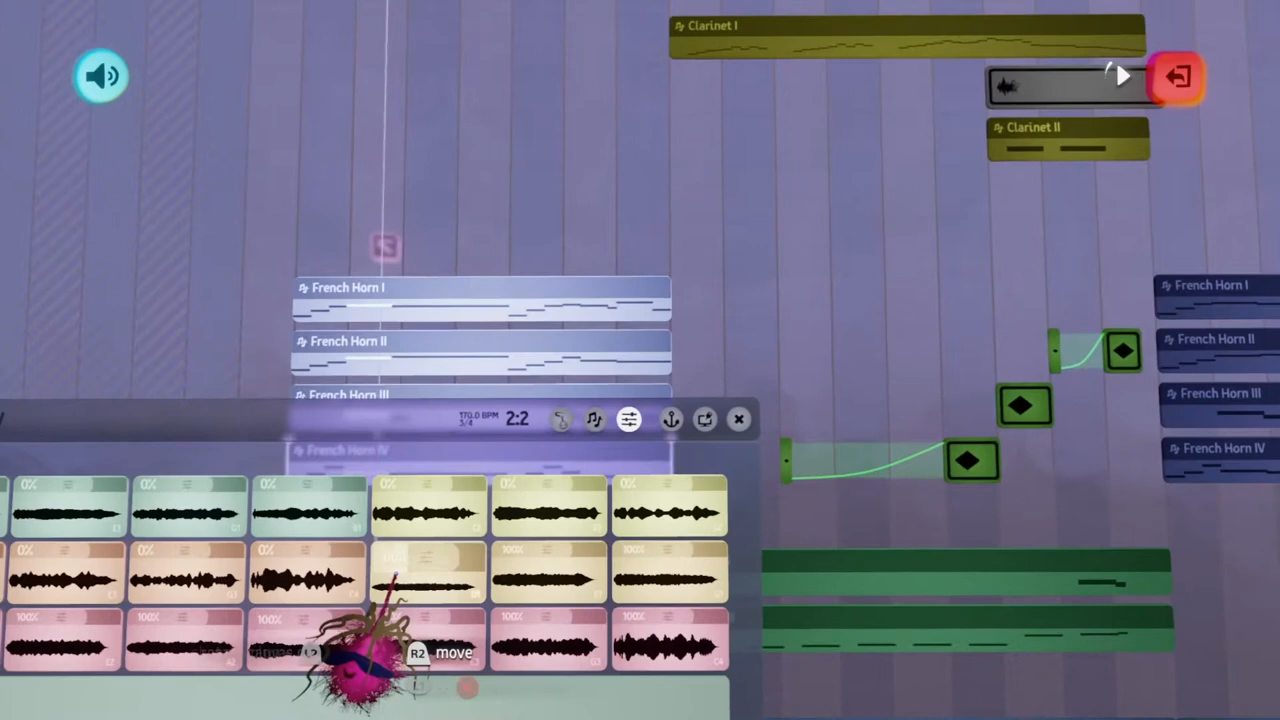 Clarinet I
Clarinet II
French Horn I
French Horn I
French Horn II
French Horn II
French Horn III
French Horn III
170.0 BPM
3/4
2:2
French Horn IV
French Horn IV
0% 0% 0% 0% 0% 0%
0% 0% 0% 100% 100%
100% 100% 100% 100% 100%
R2 move